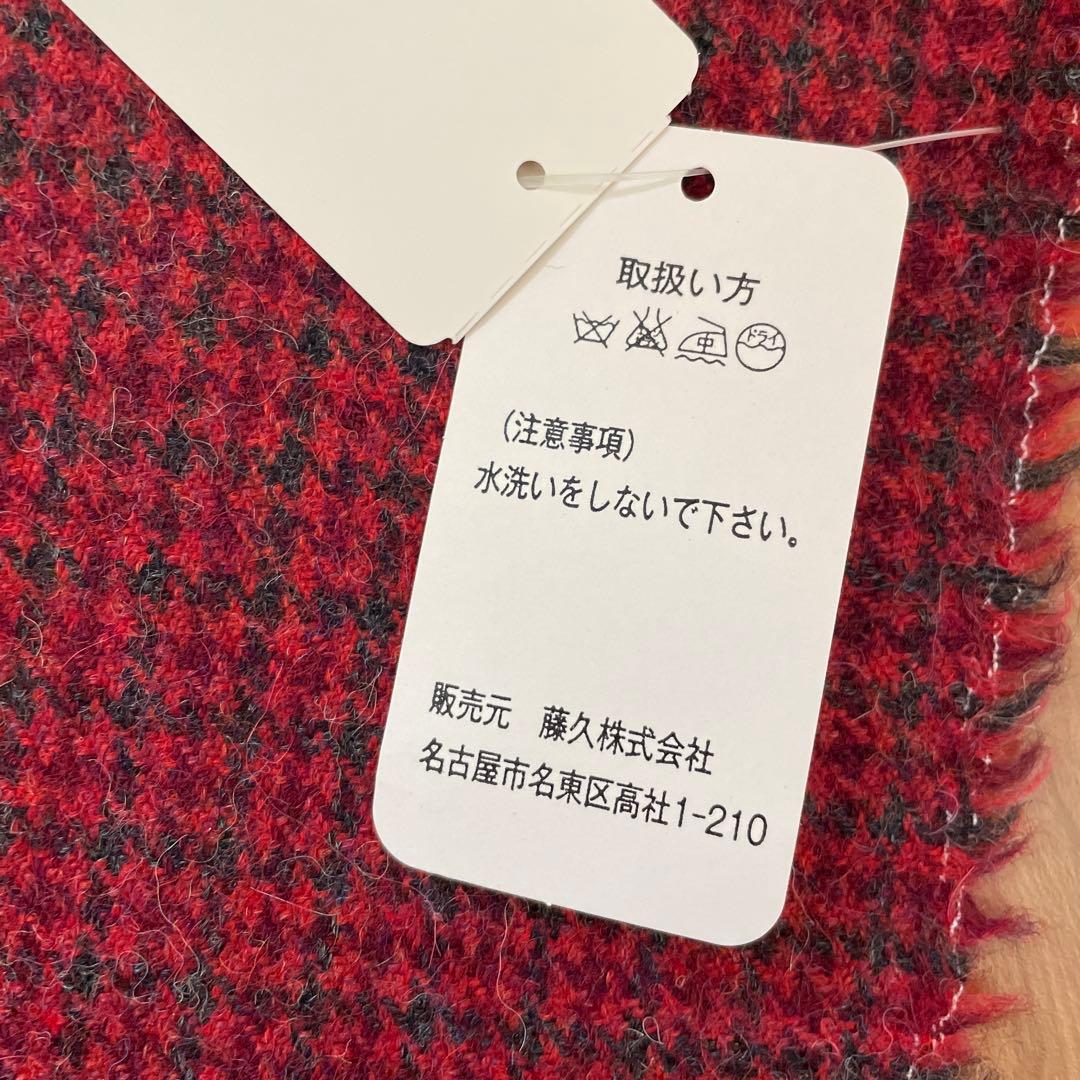 取扱い方
中 ドライ
(注意事項)
水洗いをしないで下さい。
販売元　藤久株式会社
名古屋市名東区高社1-210